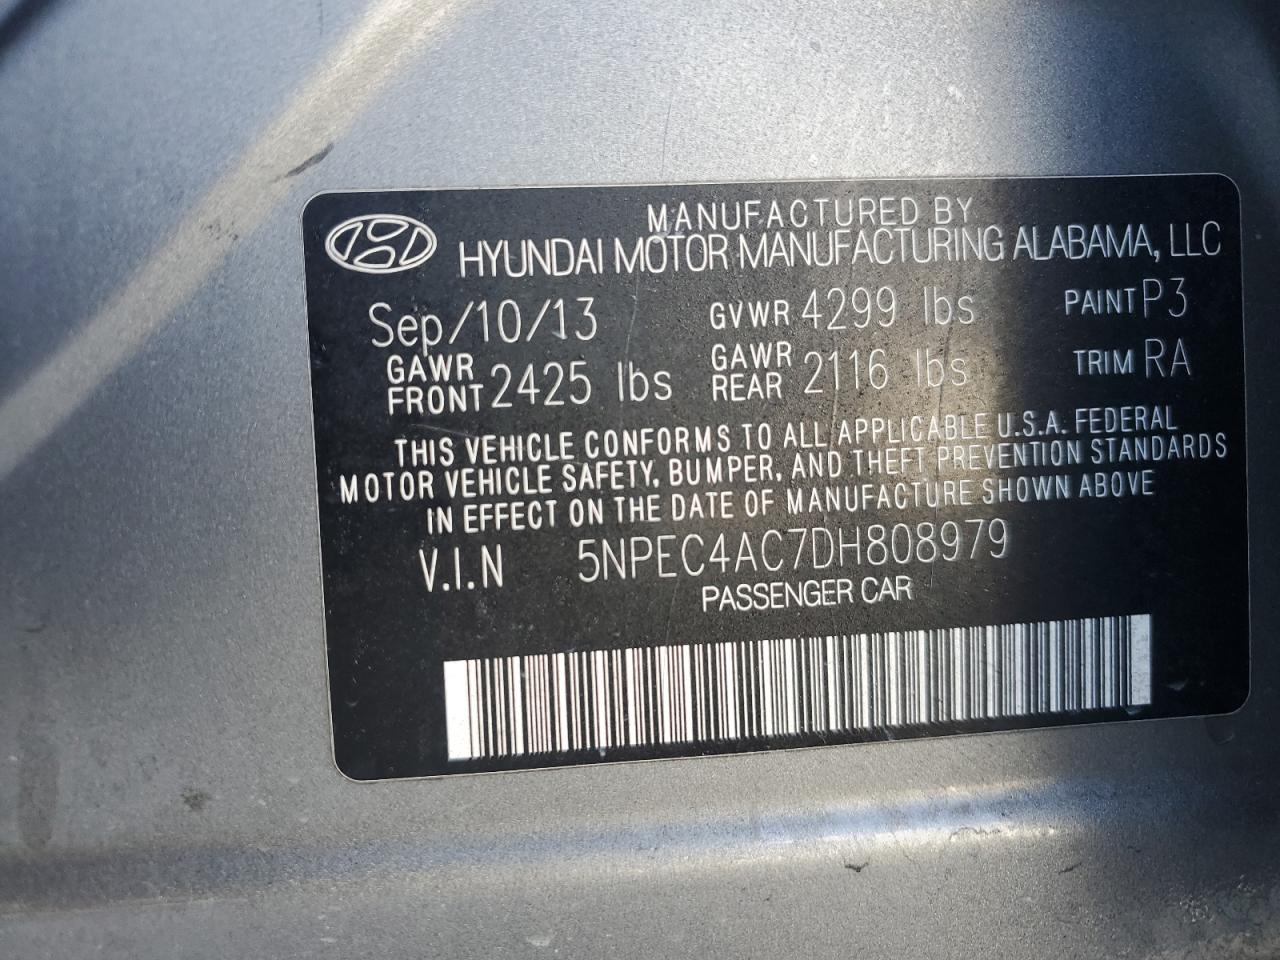 MANUFACTURED BY
HYUNDAI MOTOR MANUFACTURING ALABAMA, LLC
Sep/10/13 GVWR 4299 lbs PAINT P3
GAWR FRONT 2425 lbs GAWR REAR 2116 lbs TRIM RA
THIS VEHICLE CONFORMS TO ALL APPLICABLE U.S.A. FEDERAL
MOTOR VEHICLE SAFETY, BUMPER, AND THEFT PREVENTION STANDARDS
IN EFFECT ON THE DATE OF MANUFACTURE SHOWN ABOVE
V.I.N 5NPEC4AC7DH808979
PASSENGER CAR